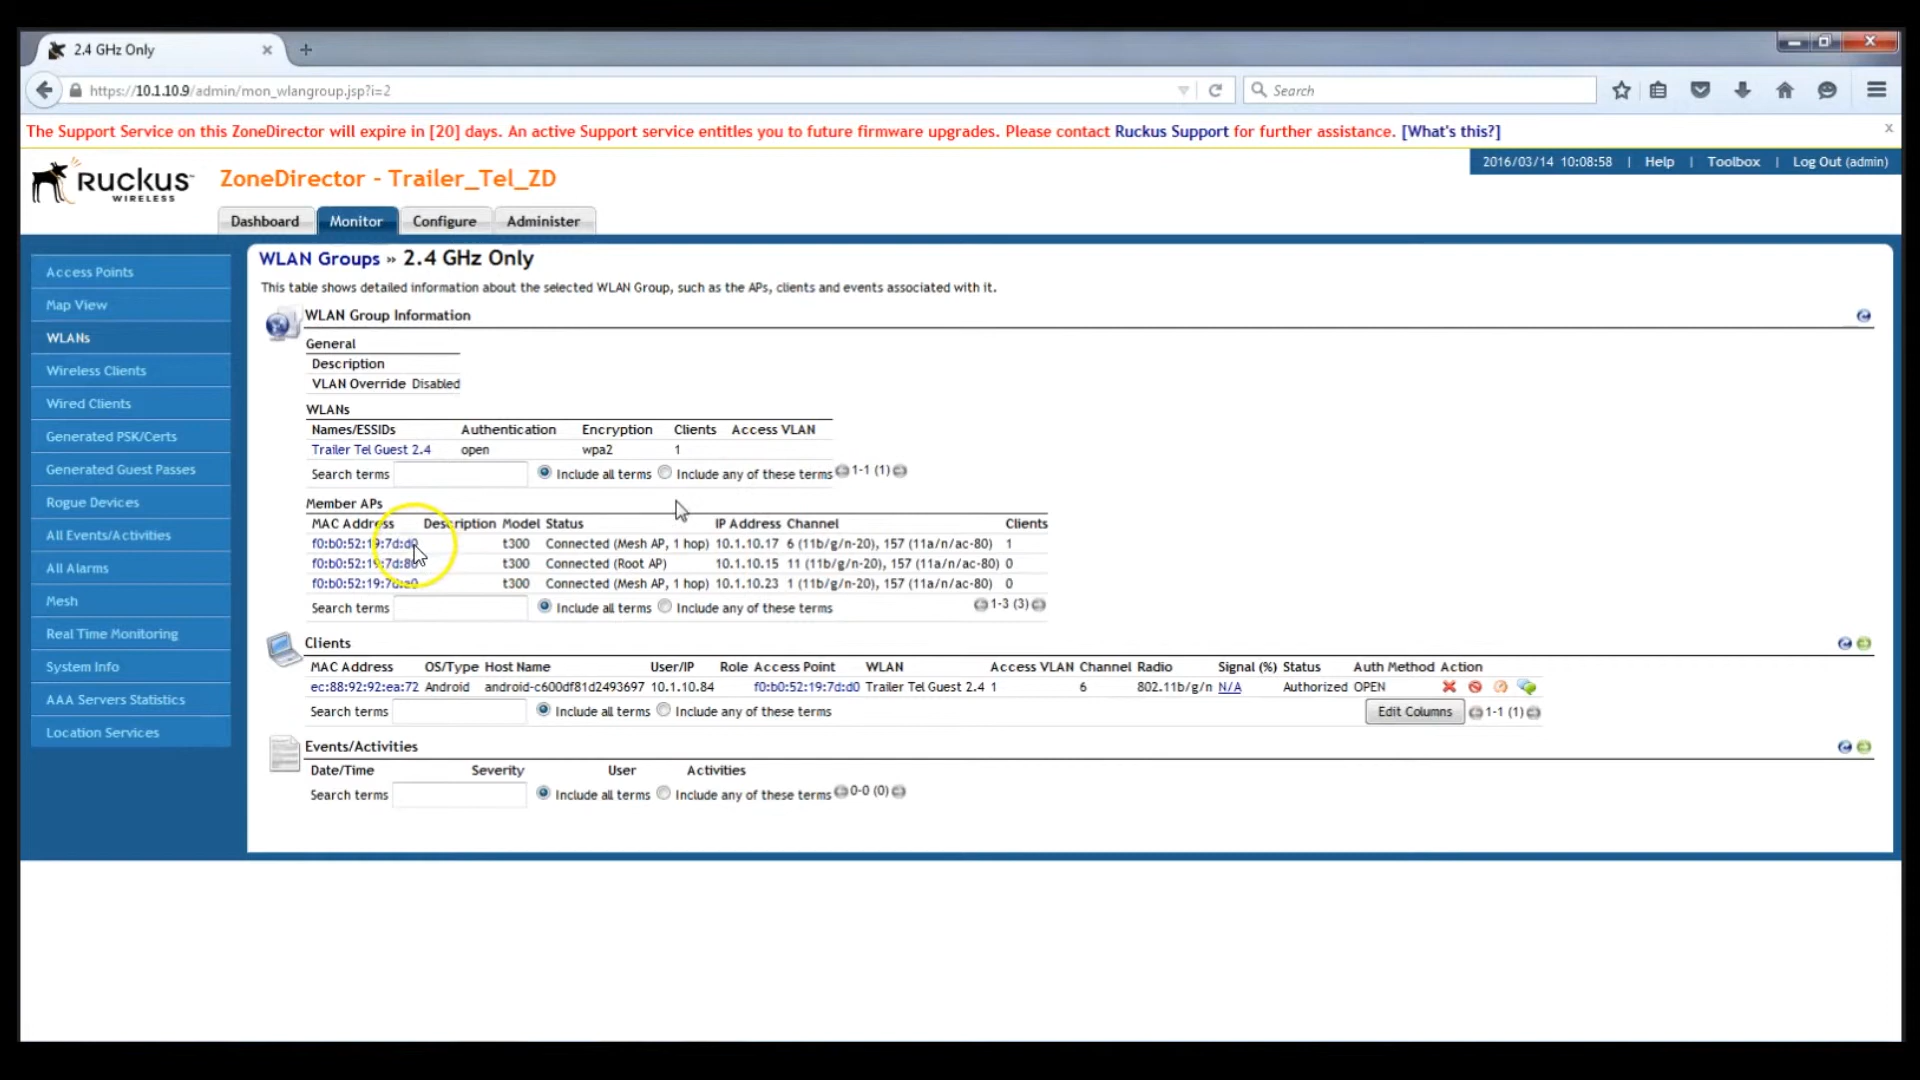 2.4 GHz Only
https://10.1.10.9/admin/mon_wlangroup.jsp?i=2
Search
The Support Service on this ZoneDirector will expire in [20] days. An active Support service entitles you to future firmware upgrades. Please contact Ruckus Support for further assistance. [What's this?]
2016/03/14 10:08:58 | Help | Toolbox | Log Out (admin)
RUCKUS WIRELESS
ZoneDirector - Trailer_Tel_ZD
Dashboard Monitor Configure Administer
Access Points
Map View
WLANs
Wireless Clients
Wired Clients
Generated PSK/Certs
Generated Guest Passes
Rogue Devices
All Events/Activities
All Alarms
Mesh
Real Time Monitoring
System Info
AAA Servers Statistics
Location Services
WLAN Groups » 2.4 GHz Only
This table shows detailed information about the selected WLAN Group, such as the APs, clients and events associated with it.
WLAN Group Information
General
Description
VLAN Override Disabled
WLANs
Names/ESSIDs Authentication Encryption Clients Access VLAN
Trailer Tel Guest 2.4 open wpa2 1
Search terms Include all terms Include any of these terms 1-1 (1)
Member APs
MAC Address Description Model Status IP Address Channel Clients
f0:b0:52:19:7d:d0 t300 Connected (Mesh AP, 1 hop) 10.1.10.17 6 (11b/g/n-20), 157 (11a/n/ac-80) 1
t300 Connected (Root AP) 10.1.10.15 11 (11b/g/n-20), 157 (11a/n/ac-80) 0
t300 Connected (Mesh AP, 1 hop) 10.1.10.23 1 (11b/g/n-20), 157 (11a/n/ac-80) 0
Search terms Include all terms Include any of these terms 1-3 (3)
Clients
MAC Address OS/Type Host Name User/IP Role Access Point WLAN Access VLAN Channel Radio Signal (%) Status Auth Method Action
ec:88:92:92:ea:72 Android android-c600df81d2493697 10.1.10.84 f0:b0:52:19:7d:d0 Trailer Tel Guest 2.4 1 6 802.11b/g/n N/A Authorized OPEN
Search terms Include all terms Include any of these terms Edit Columns 1-1 (1)
Events/Activities
Date/Time Severity User Activities
Search terms Include all terms Include any of these terms 0-0 (0)